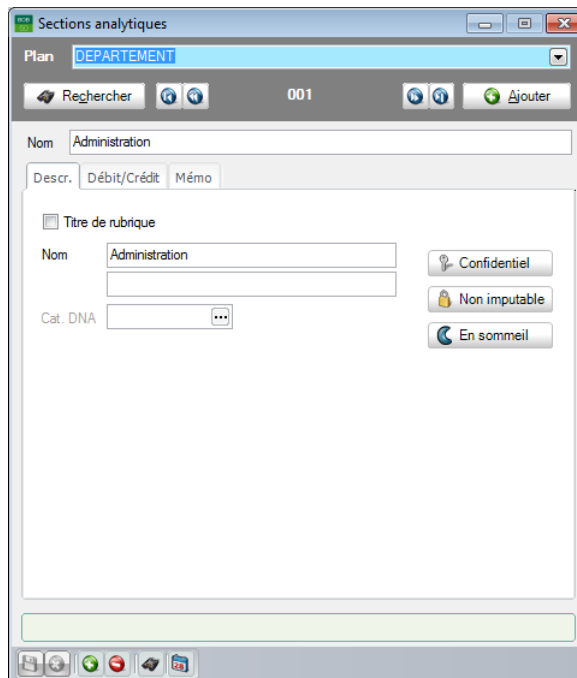 Sections analytiques
Plan DEPARTEMENT
Rechercher 001 Ajouter
Nom Administration
Descr. Débit/Crédit Mémo
Titre de rubrique
Nom Administration
Confidentiel
Non imputable
Cat. DNA ...
En sommeil
28